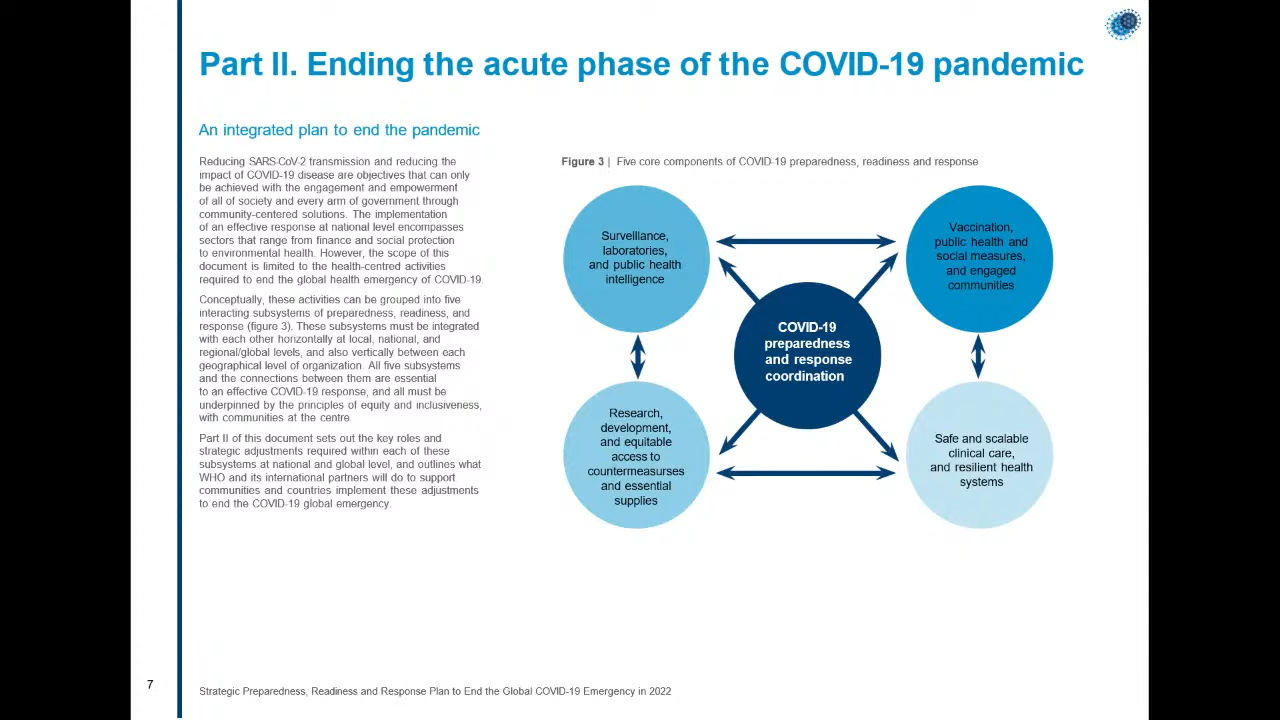 Part II. Ending the acute phase of the COVID-19 pandemic
An integrated plan to end the pandemic
Reducing SARS-CoV-2 transmission and reducing the
impact of COVID-19 disease are objectives that can only
be achieved with the engagement and empowerment
of all of society and every arm of government through
community-centered solutions. The implementation
of an effective response at national level encompasses
sectors that range from finance and social protection
to environmental health. However, the scope of this
document is limited to the health-centred activities
required to end the global health emergency of COVID-19.
Conceptually, these activities can be grouped into five
interacting subsystems of preparedness, readiness, and
response (figure 3). These subsystems must be integrated
with each other horizontally at local, national, and
regional/global levels, and also vertically between each
geographical level of organization. All five subsystems
and the connections between them are essential
to an effective COVID-19 response, and all must be
underpinned by the principles of equity and inclusiveness,
with communities at the centre.
Part II of this document sets out the key roles and
strategic adjustments required within each of these
subsystems at national and global level, and outlines what
WHO and its international partners will do to support
communities and countries implement these adjustments
to end the COVID-19 global emergency.
Figure 3 | Five core components of COVID-19 preparedness, readiness and response
Surveillance,
laboratories,
and public health
intelligence
Vaccination,
public health and
social measures,
and engaged
communities
COVID-19
preparedness
and response
coordination
Research,
development,
and equitable
access to
countermeasurses
and essential
supplies
Safe and scalable
clinical care,
and resilient health
systems
7
Strategic Preparedness, Readiness and Response Plan to End the Global COVID-19 Emergency in 2022